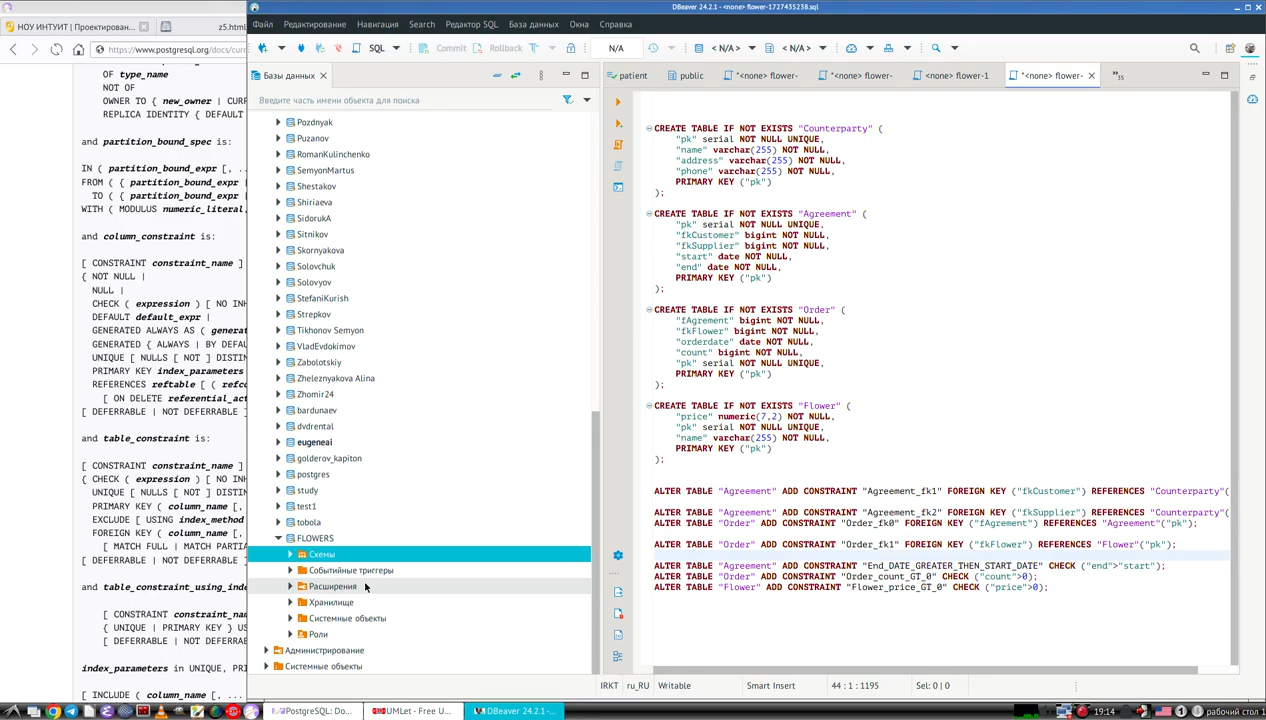 DBeaver 24.2.1 - <none> flower-1727435238.sql
НОУ ИНТУИТ | Проектирован...
z5.html
https://www.postgresql.org/docs/curr
OF type_name
NOT OF
OWNER TO { new_owner | CURR
REPLICA IDENTITY { DEFAULT
and partition_bound_spec is:
IN ( partition_bound_expr [, .
FROM ( { partition_bound_expr
TO ( { partition_bound_expr
WITH ( MODULUS numeric_literal,
and column_constraint is:
[ CONSTRAINT constraint_name ]
{ NOT NULL |
NULL |
CHECK ( expression ) [ NO INH
DEFAULT default_expr |
GENERATED ALWAYS AS ( generat
GENERATED { ALWAYS | BY DEFAU
UNIQUE [ NULLS [ NOT ] DISTIN
PRIMARY KEY index_parameters
REFERENCES reftable [ ( refco
[ ON DELETE referential_act
[ DEFERRABLE | NOT DEFERRABLE ]
and table_constraint is:
[ CONSTRAINT constraint_name ]
{ CHECK ( expression ) [ NO IN
UNIQUE [ NULLS [ NOT ] DISTI
PRIMARY KEY ( column_name [,
EXCLUDE [ USING index_method
FOREIGN KEY ( column_name [,
[ MATCH FULL | MATCH PARTIA
[ DEFERRABLE | NOT DEFERRABLE ]
and table_constraint_using_inde
[ CONSTRAINT constraint_nam
{ UNIQUE | PRIMARY KEY } US
[ DEFERRABLE | NOT DEFERRAB
index_parameters in UNIQUE, PRI
[ INCLUDE ( column_name [, ...
Файл Редактирование Навигация Search Редактор SQL База данных Окна Справка
SQL Commit Rollback T N/A < N/A > < N/A >
Базы данных
Введите часть имени объекта для поиска
Pozdnyak
Puzanov
RomanKulinchenko
SemyonMartus
Shestakov
Shiriaeva
SidorukA
Sitnikov
Skornyakova
Solovchuk
Solovyov
StefaniKurish
Strepkov
Tikhonov Semyon
VladEvdokimov
Zabolotskiy
Zheleznyakova Alina
Zhomir24
bardunaev
dvdrental
eugeneai
golderov_kapiton
postgres
study
test1
tobola
FLOWERS
Схемы
Событийные триггеры
Расширения
Хранилище
Системные объекты
Роли
Администрирование
Системные объекты
patient public *<none> flower- *<none> flower- <none> flower-1 *<none> flower- »35
CREATE TABLE IF NOT EXISTS "Counterparty" (
"pk" serial NOT NULL UNIQUE,
"name" varchar(255) NOT NULL,
"address" varchar(255) NOT NULL,
"phone" varchar(255) NOT NULL,
PRIMARY KEY ("pk")
);
CREATE TABLE IF NOT EXISTS "Agreement" (
"pk" serial NOT NULL UNIQUE,
"fkCustomer" bigint NOT NULL,
"fkSupplier" bigint NOT NULL,
"start" date NOT NULL,
"end" date NOT NULL,
PRIMARY KEY ("pk")
);
CREATE TABLE IF NOT EXISTS "Order" (
"fAgrement" bigint NOT NULL,
"fkFlower" bigint NOT NULL,
"orderdate" date NOT NULL,
"count" bigint NOT NULL,
"pk" serial NOT NULL UNIQUE,
PRIMARY KEY ("pk")
);
CREATE TABLE IF NOT EXISTS "Flower" (
"price" numeric(7,2) NOT NULL,
"pk" serial NOT NULL UNIQUE,
"name" varchar(255) NOT NULL,
PRIMARY KEY ("pk")
);
ALTER TABLE "Agreement" ADD CONSTRAINT "Agreement_fk1" FOREIGN KEY ("fkCustomer") REFERENCES "Counterparty"(
ALTER TABLE "Agreement" ADD CONSTRAINT "Agreement_fk2" FOREIGN KEY ("fkSupplier") REFERENCES "Counterparty"(
ALTER TABLE "Order" ADD CONSTRAINT "Order_fk0" FOREIGN KEY ("fAgrement") REFERENCES "Agreement"("pk");
ALTER TABLE "Order" ADD CONSTRAINT "Order_fk1" FOREIGN KEY ("fkFlower") REFERENCES "Flower"("pk");
ALTER TABLE "Agreement" ADD CONSTRAINT "End_DATE_GREATER_THEN_START_DATE" CHECK ("end">"start");
ALTER TABLE "Order" ADD CONSTRAINT "Order_count_GT_0" CHECK ("count">0);
ALTER TABLE "Flower" ADD CONSTRAINT "Flower_price_GT_0" CHECK ("price">0);
IRKT ru_RU Writable Smart Insert 44 : 1 : 1195 Sel: 0 | 0
PostgreSQL: Do... UMLet - Free U... DBeaver 24.2.1 -... 19:14 рабочий стол 1